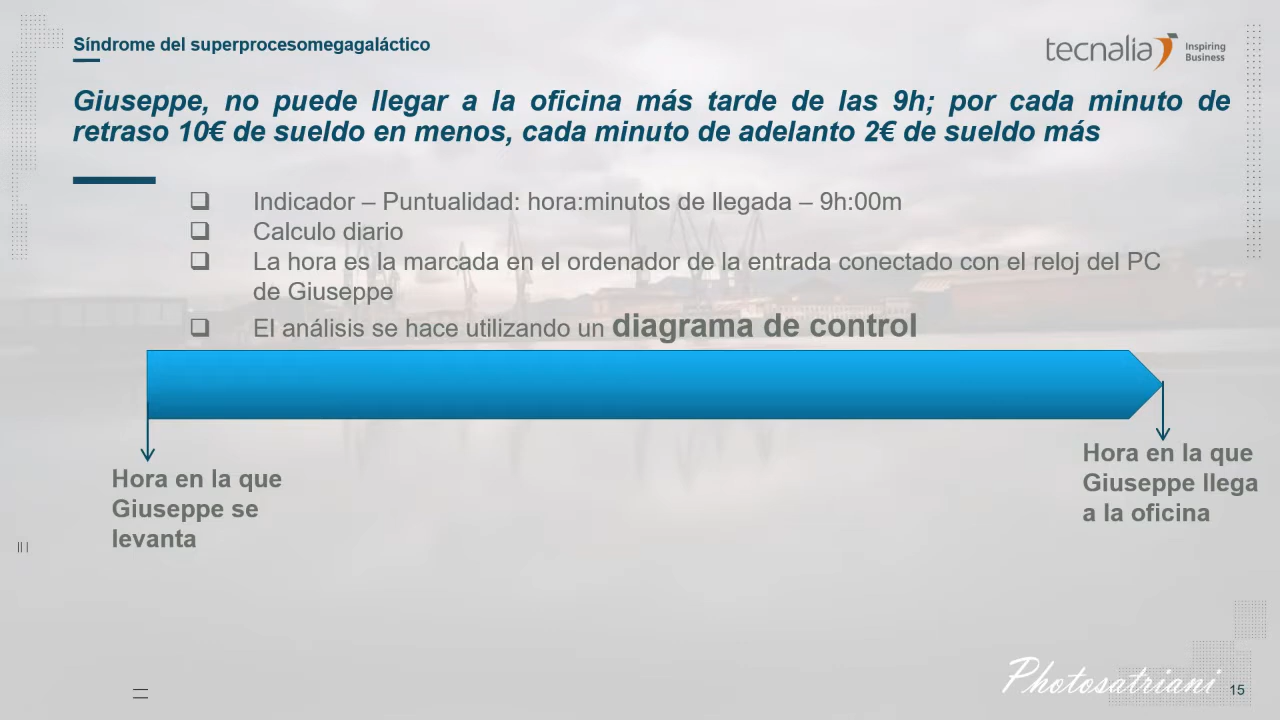 Síndrome del superprocesomegagaláctico
tecnalia Inspiring
Business
Giuseppe, no puede llegar a la oficina más tarde de las 9h; por cada minuto de
retraso 10€ de sueldo en menos, cada minuto de adelanto 2€ de sueldo más
Indicador – Puntualidad: hora:minutos de llegada – 9h:00m
Calculo diario
La hora es la marcada en el ordenador de la entrada conectado con el reloj del PC
de Giuseppe
El análisis se hace utilizando un diagrama de control
Hora en la que
Giuseppe se
levanta
Hora en la que
Giuseppe llega
a la oficina
Photosatriani
15